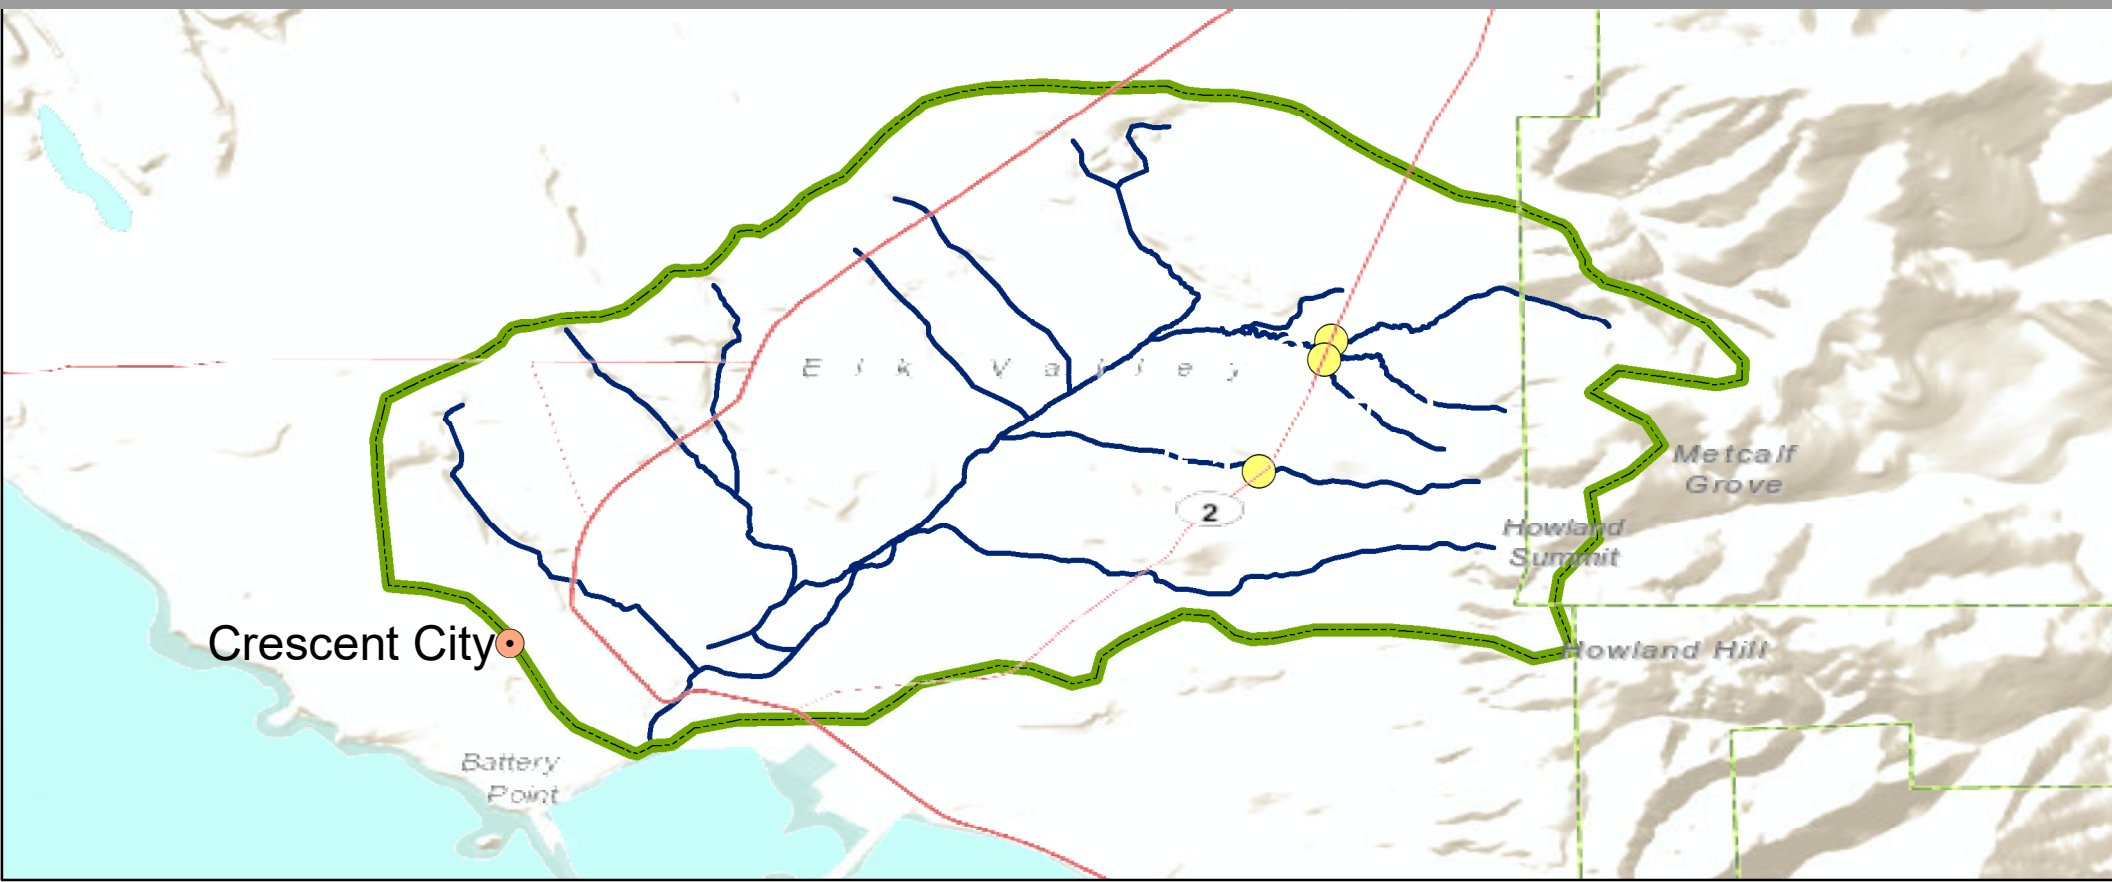 Elk Valley
Metcalf
Grove
2
Howland
Summit
Crescent City
Howland Hill
Battery
Point